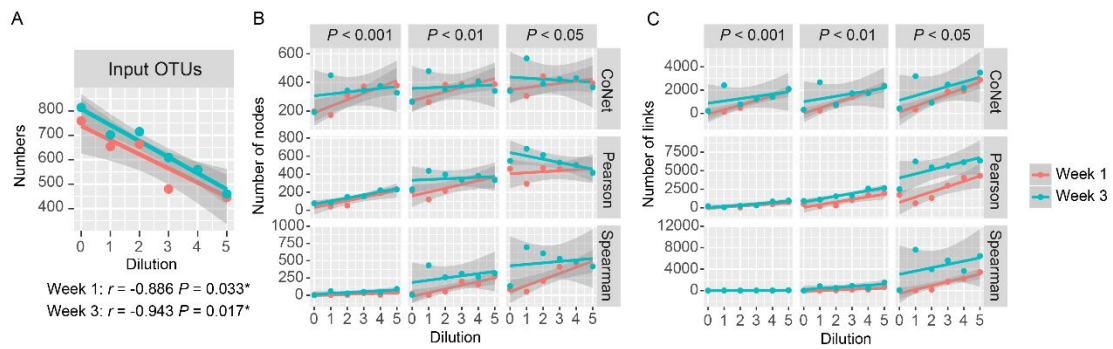 A
Input OTUs
Numbers
800
700
600
500
400
0 1 2 3 4 5
Dilution
Week 1: r = -0.886 P = 0.033*
Week 3: r = -0.943 P = 0.017*
B
P < 0.001 P < 0.01 P < 0.05
Number of nodes
600
400
200
CoNet
800
600
400
200
0
Pearson
1000
750
500
250
0
Spearman
0 1 2 3 4 5 0 1 2 3 4 5 0 1 2 3 4 5
Dilution
C
P < 0.001 P < 0.01 P < 0.05
Number of links
4000
2000
0
CoNet
7500
5000
2500
0
Pearson
12000
8000
4000
0
Spearman
0 1 2 3 4 5 0 1 2 3 4 5 0 1 2 3 4 5
Dilution
Week 1
Week 3